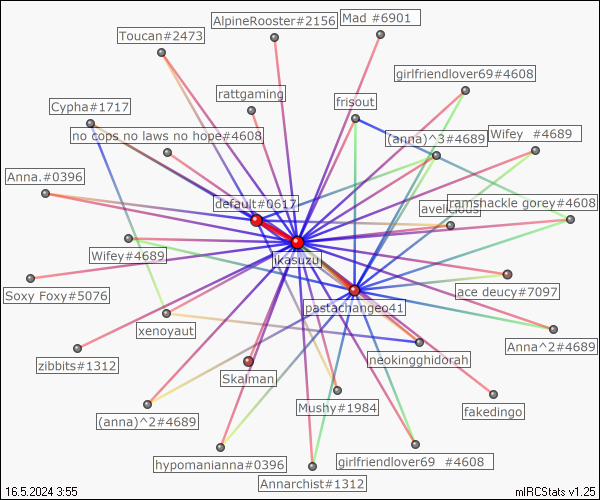 AlpineRooster#2156
Mad #6901
Toucan#2473
girlfriendlover69#4608
rattgaming
frisout
Cypha#1717
no cops no laws no hope#4608
(anna)^3#4689
Wifey  #4689
Anna.#0396
default#0617
ramshackle gorey#4608
Wifey#4689
ikasuzu
Soxy Foxy#5076
ace deucy#7097
pastachangeo41
xenoyaut
Anna^2#4689
neokingghidorah
zibbits#1312
Skalman
Mushy#1984
fakedingo
(anna)^2#4689
hypomanianna#0396
girlfriendlover69  #4608
Annarchist#1312
16.5.2024 3:55
mIRCStats v1.25